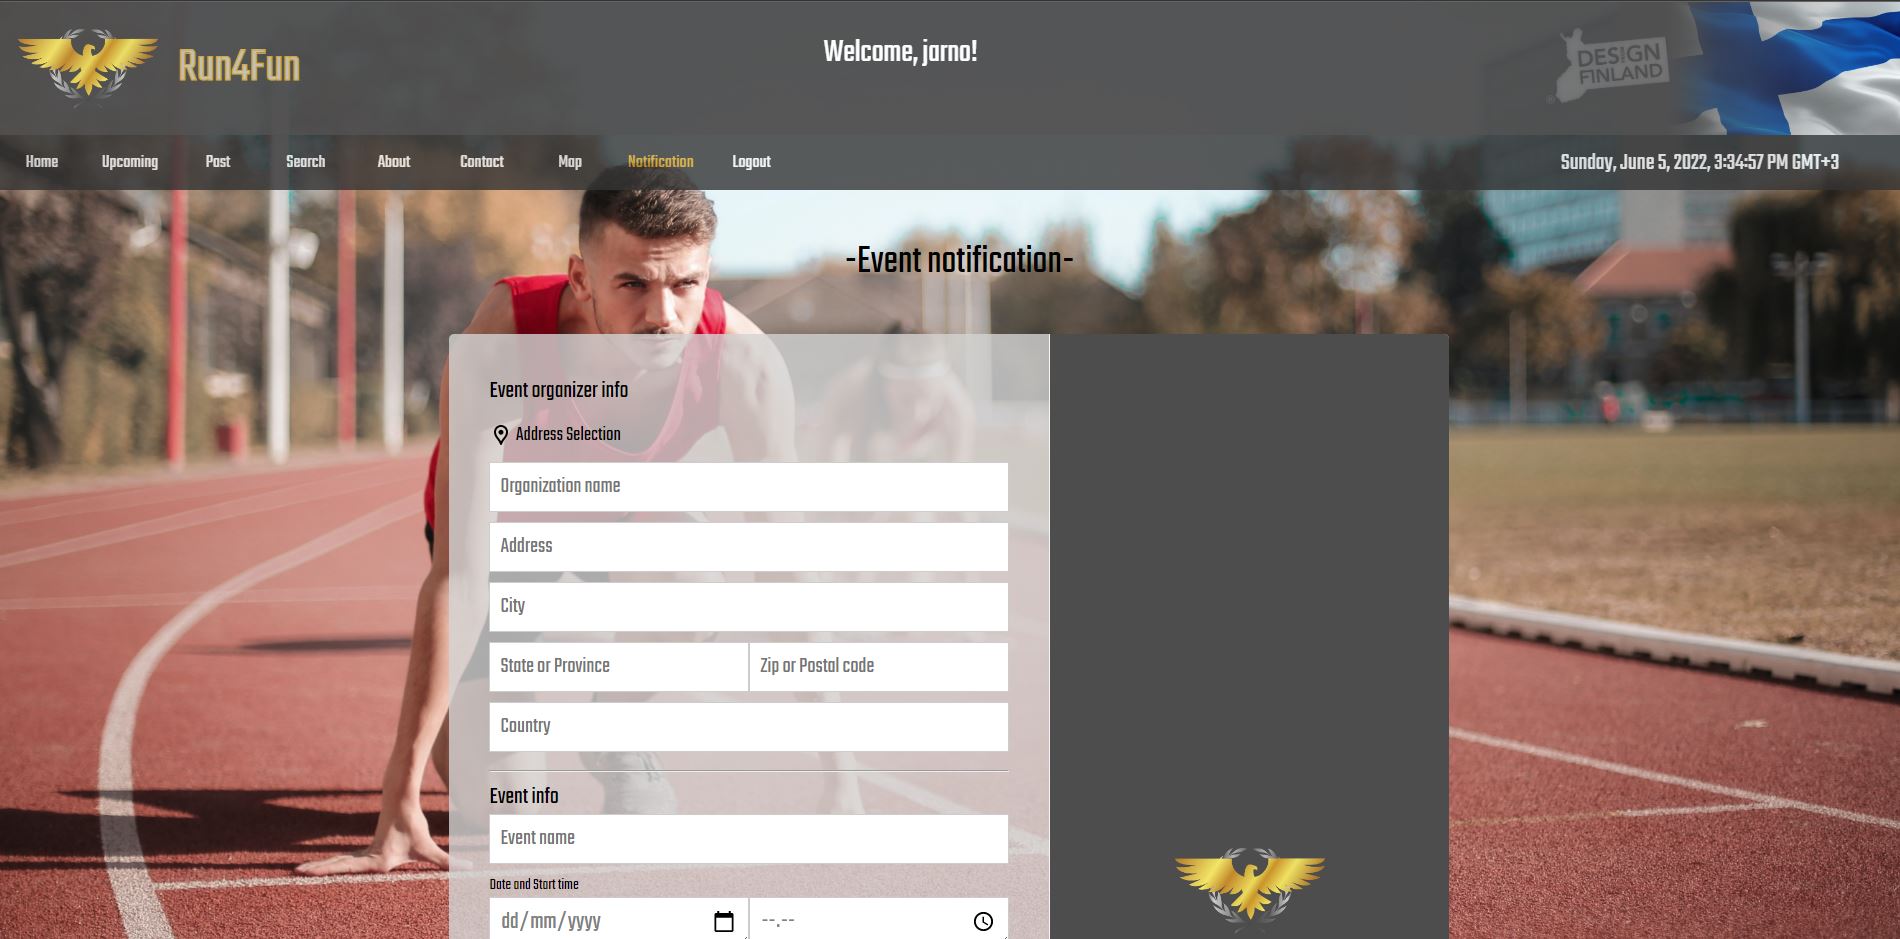 Run4Fun
Welcome, jarno!
DESIGN
FROM
FINLAND
Home Upcoming Past Search About Contact Map Notification Logout
Sunday, June 5, 2022, 3:34:57 PM GMT+3
-Event notification-
Event organizer info
Address Selection
Organization name
Address
City
State or Province Zip or Postal code
Country
Event info
Event name
Date and Start time
dd/mm/yyyy --.--